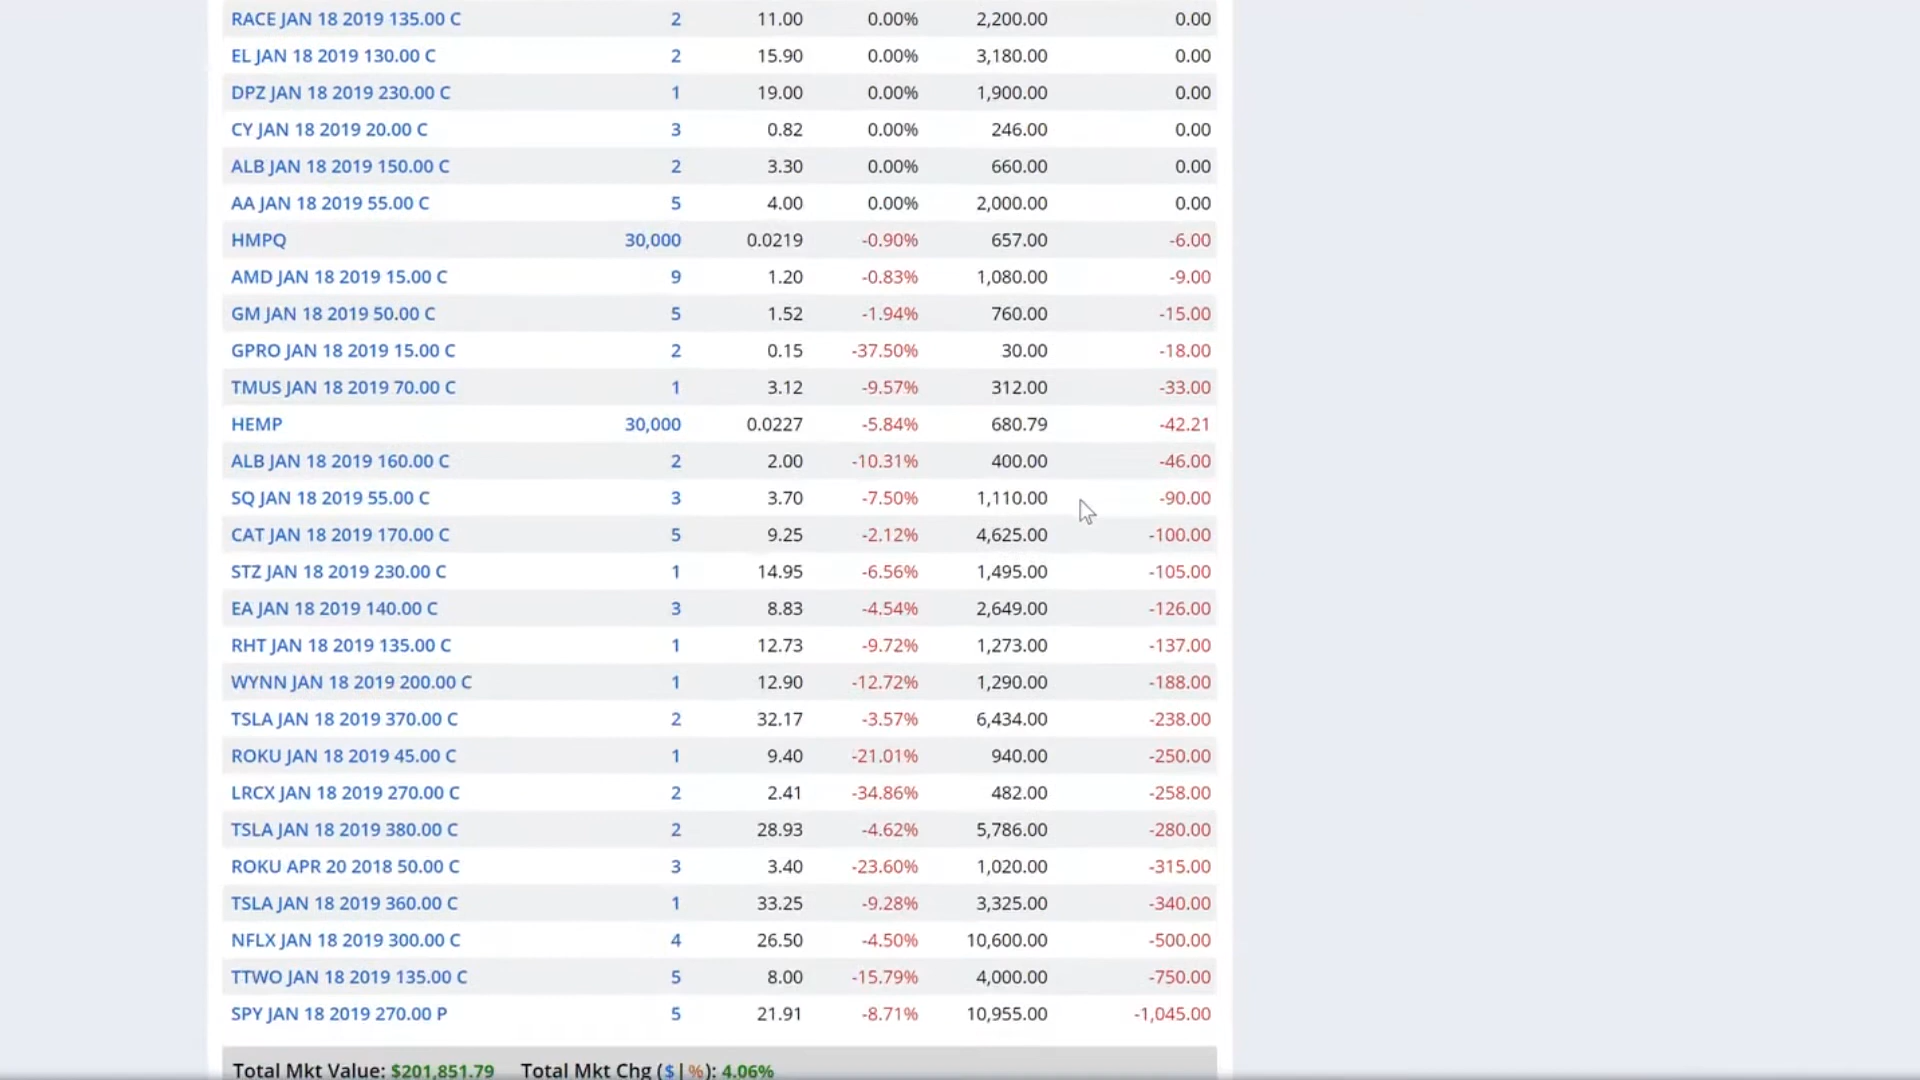 RACE JAN 18 2019 135.00 C 2 11.00 0.00% 2,200.00 0.00
EL JAN 18 2019 130.00 C 2 15.90 0.00% 3,180.00 0.00
DPZ JAN 18 2019 230.00 C 1 19.00 0.00% 1,900.00 0.00
CY JAN 18 2019 20.00 C 3 0.82 0.00% 246.00 0.00
ALB JAN 18 2019 150.00 C 2 3.30 0.00% 660.00 0.00
AA JAN 18 2019 55.00 C 5 4.00 0.00% 2,000.00 0.00
HMPQ 30,000 0.0219 -0.90% 657.00 -6.00
AMD JAN 18 2019 15.00 C 9 1.20 -0.83% 1,080.00 -9.00
GM JAN 18 2019 50.00 C 5 1.52 -1.94% 760.00 -15.00
GPRO JAN 18 2019 15.00 C 2 0.15 -37.50% 30.00 -18.00
TMUS JAN 18 2019 70.00 C 1 3.12 -9.57% 312.00 -33.00
HEMP 30,000 0.0227 -5.84% 680.79 -42.21
ALB JAN 18 2019 160.00 C 2 2.00 -10.31% 400.00 -46.00
SQ JAN 18 2019 55.00 C 3 3.70 -7.50% 1,110.00 -90.00
CAT JAN 18 2019 170.00 C 5 9.25 -2.12% 4,625.00 -100.00
STZ JAN 18 2019 230.00 C 1 14.95 -6.56% 1,495.00 -105.00
EA JAN 18 2019 140.00 C 3 8.83 -4.54% 2,649.00 -126.00
RHT JAN 18 2019 135.00 C 1 12.73 -9.72% 1,273.00 -137.00
WYNN JAN 18 2019 200.00 C 1 12.90 -12.72% 1,290.00 -188.00
TSLA JAN 18 2019 370.00 C 2 32.17 -3.57% 6,434.00 -238.00
ROKU JAN 18 2019 45.00 C 1 9.40 -21.01% 940.00 -250.00
LRCX JAN 18 2019 270.00 C 2 2.41 -34.86% 482.00 -258.00
TSLA JAN 18 2019 380.00 C 2 28.93 -4.62% 5,786.00 -280.00
ROKU APR 20 2018 50.00 C 3 3.40 -23.60% 1,020.00 -315.00
TSLA JAN 18 2019 360.00 C 1 33.25 -9.28% 3,325.00 -340.00
NFLX JAN 18 2019 300.00 C 4 26.50 -4.50% 10,600.00 -500.00
TTWO JAN 18 2019 135.00 C 5 8.00 -15.79% 4,000.00 -750.00
SPY JAN 18 2019 270.00 P 5 21.91 -8.71% 10,955.00 -1,045.00
Total Mkt Value: $201,851.79 Total Mkt Chg ($|%): 4.06%